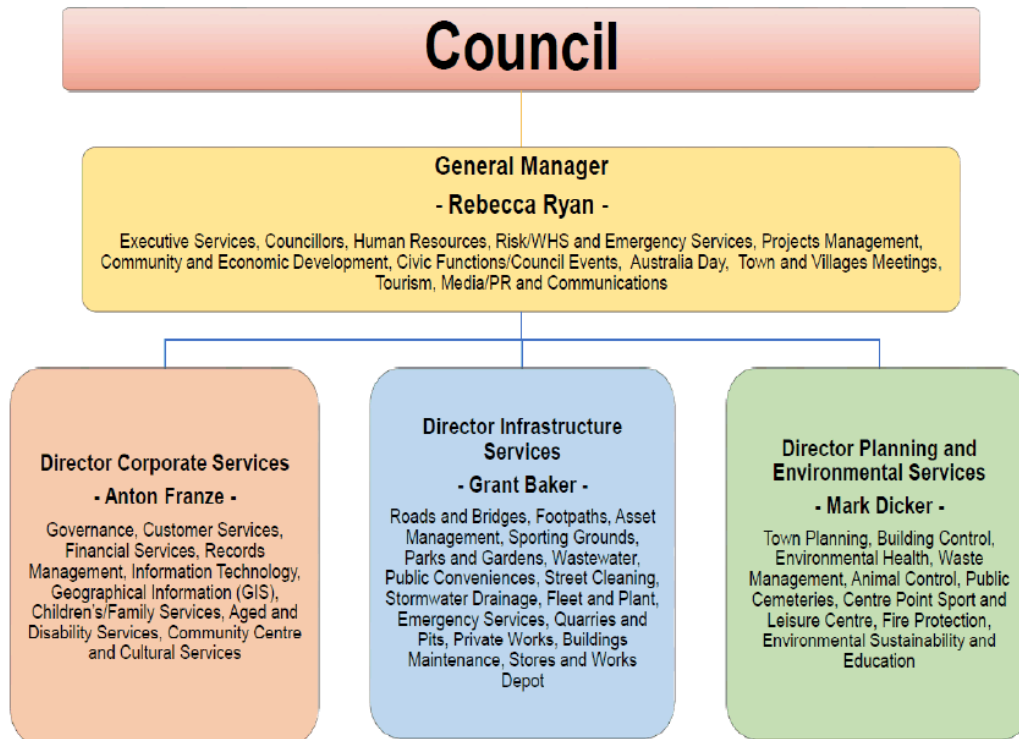 Council
General Manager
- Rebecca Ryan -
Executive Services, Councillors, Human Resources, Risk/WHS and Emergency Services, Projects Management,
Community and Economic Development, Civic Functions/Council Events, Australia Day, Town and Villages Meetings,
Tourism, Media/PR and Communications
Director Corporate Services
- Anton Franze -
Governance, Customer Services,
Financial Services, Records
Management, Information Technology,
Geographical Information (GIS),
Children's/Family Services, Aged and
Disability Services, Community Centre
and Cultural Services
Director Infrastructure
Services
- Grant Baker -
Roads and Bridges, Footpaths, Asset
Management, Sporting Grounds,
Parks and Gardens, Wastewater,
Public Conveniences, Street Cleaning,
Stormwater Drainage, Fleet and Plant,
Emergency Services, Quarries and
Pits, Private Works, Buildings
Maintenance, Stores and Works
Depot
Director Planning and
Environmental Services
- Mark Dicker -
Town Planning, Building Control,
Environmental Health, Waste
Management, Animal Control, Public
Cemeteries, Centre Point Sport and
Leisure Centre, Fire Protection,
Environmental Sustainability and
Education